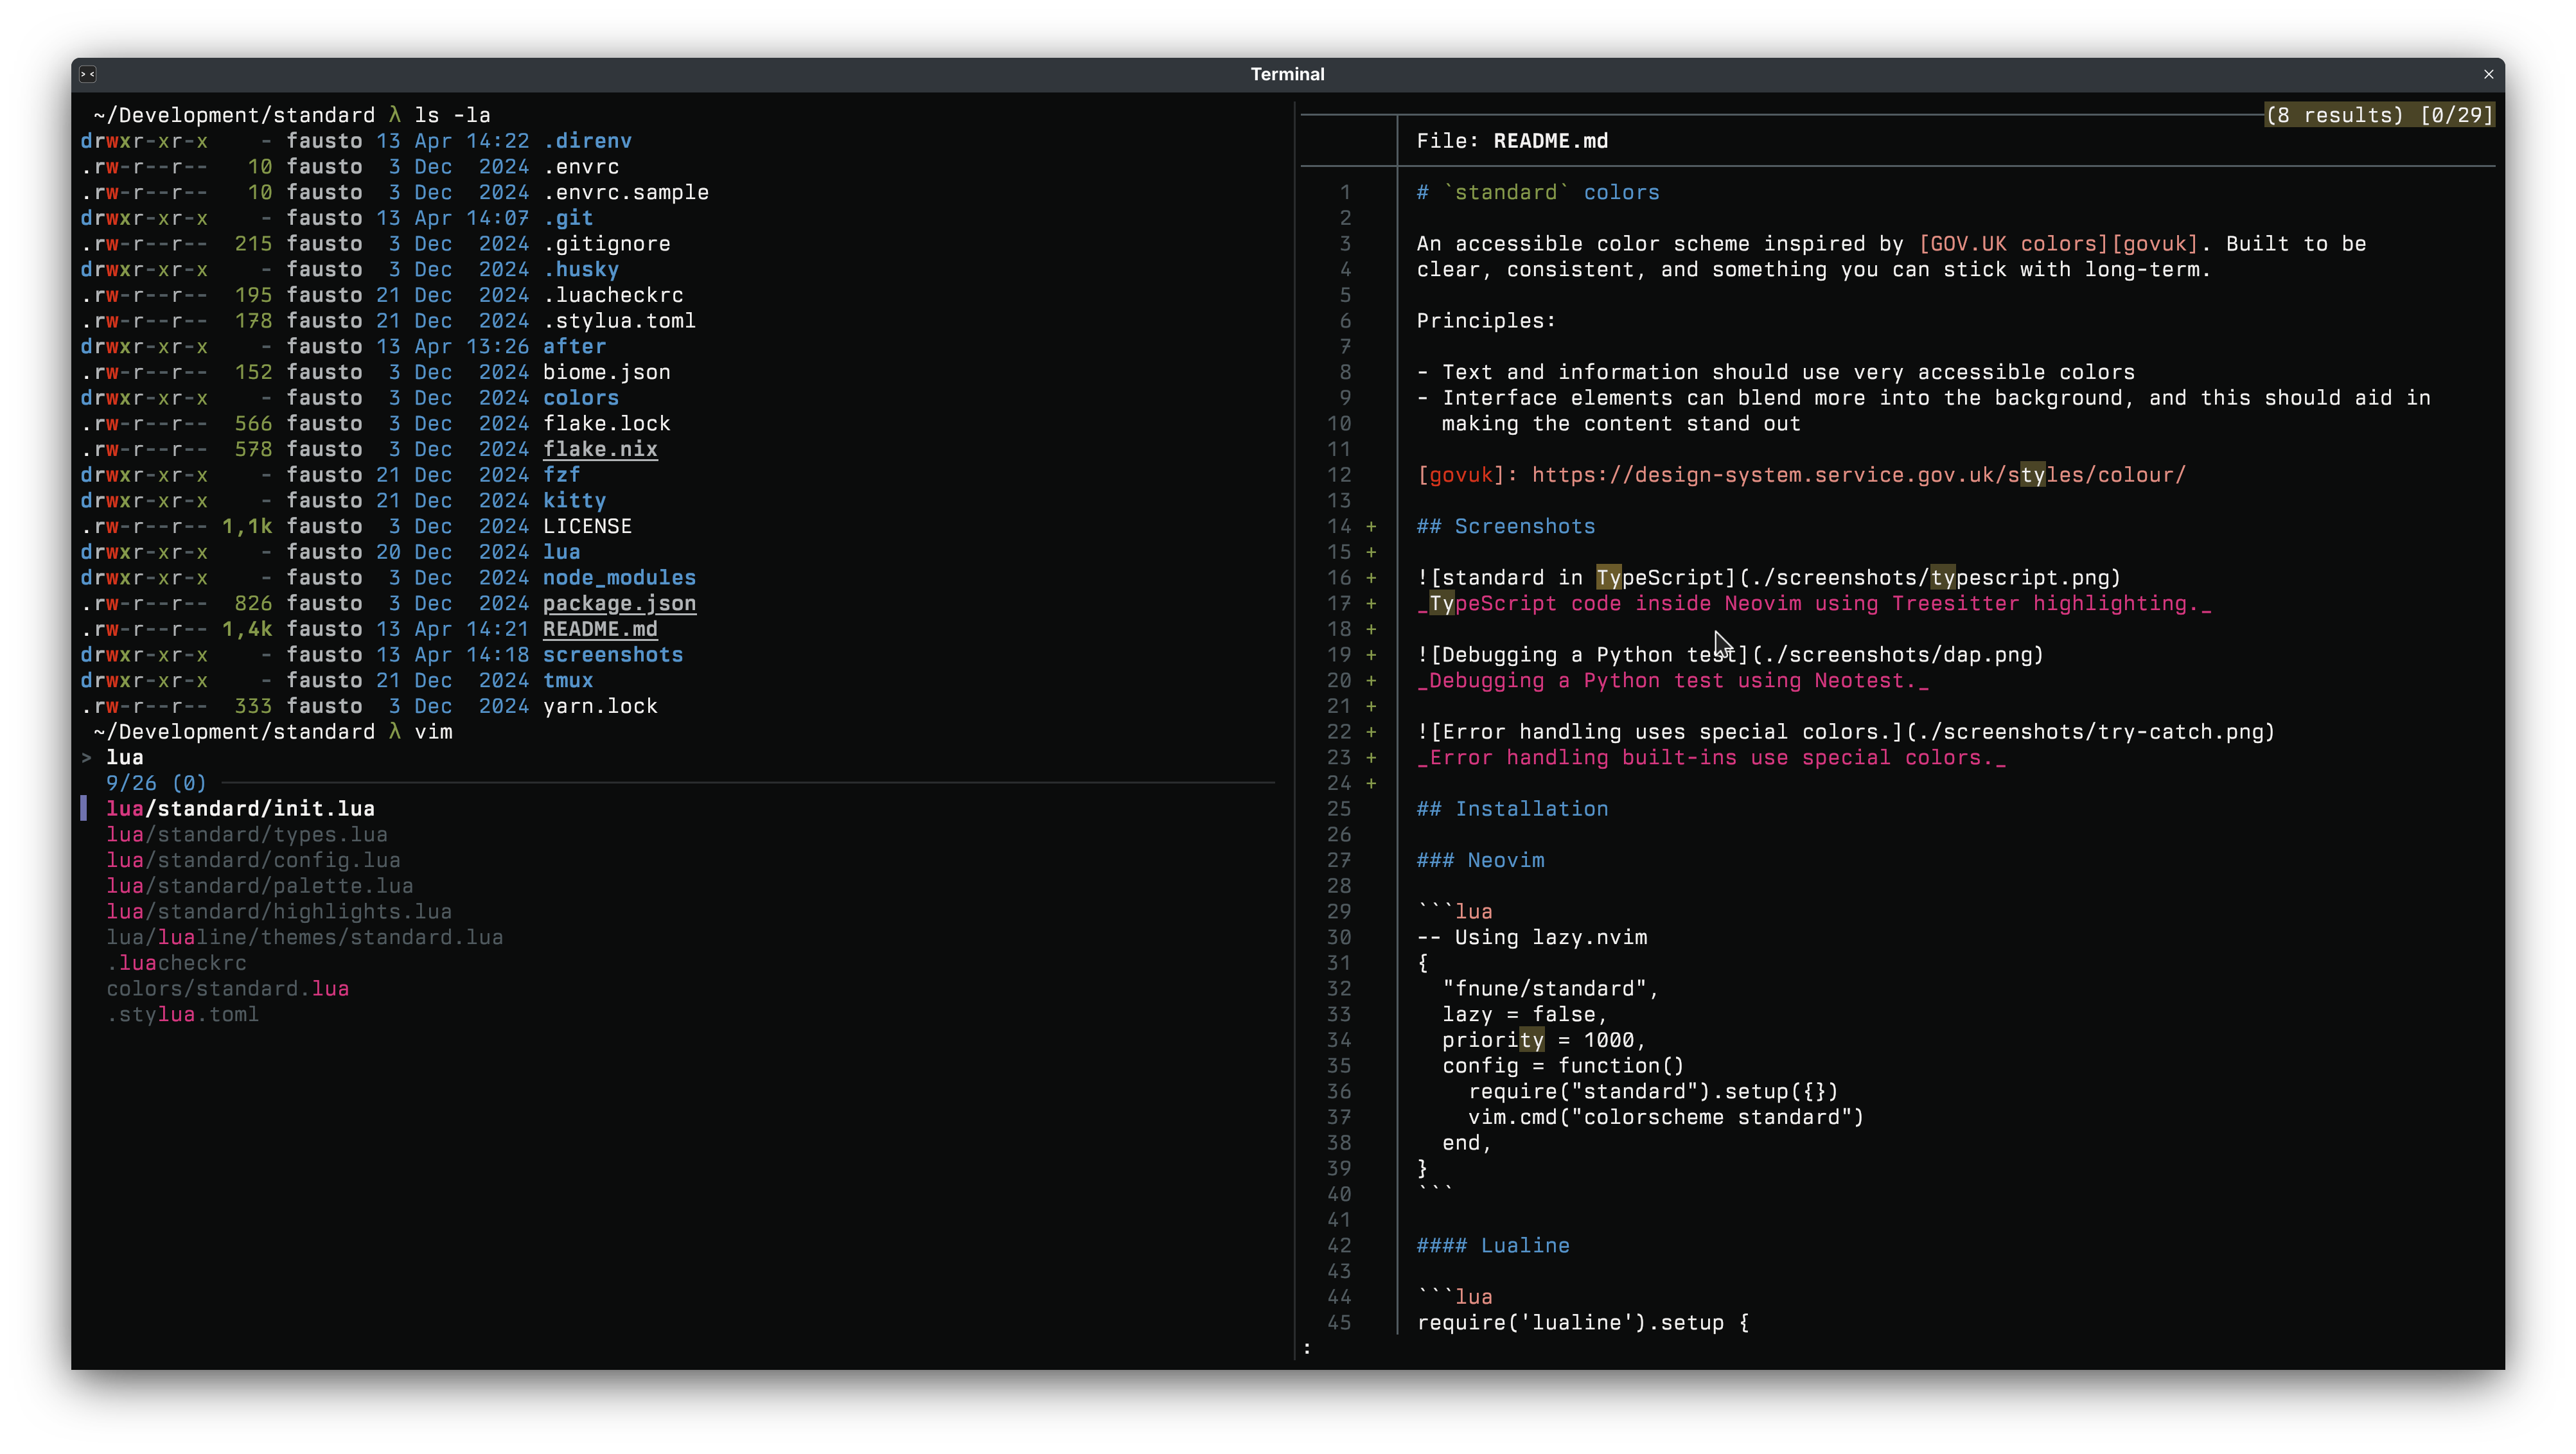 Terminal
~/Development/standard λ ls -la
drwxr-xr-x - fausto 13 Apr 14:22 .direnv
.rw-r--r-- 10 fausto 3 Dec 2024 .envrc
.rw-r--r-- 10 fausto 3 Dec 2024 .envrc.sample
drwxr-xr-x - fausto 13 Apr 14:07 .git
.rw-r--r-- 215 fausto 3 Dec 2024 .gitignore
drwxr-xr-x - fausto 3 Dec 2024 .husky
.rw-r--r-- 195 fausto 21 Dec 2024 .luacheckrc
.rw-r--r-- 178 fausto 21 Dec 2024 .stylua.toml
drwxr-xr-x - fausto 13 Apr 13:26 after
.rw-r--r-- 152 fausto 3 Dec 2024 biome.json
drwxr-xr-x - fausto 3 Dec 2024 colors
.rw-r--r-- 566 fausto 3 Dec 2024 flake.lock
.rw-r--r-- 578 fausto 3 Dec 2024 flake.nix
drwxr-xr-x - fausto 21 Dec 2024 fzf
drwxr-xr-x - fausto 21 Dec 2024 kitty
.rw-r--r-- 1,1k fausto 3 Dec 2024 LICENSE
drwxr-xr-x - fausto 20 Dec 2024 lua
drwxr-xr-x - fausto 3 Dec 2024 node_modules
.rw-r--r-- 826 fausto 3 Dec 2024 package.json
.rw-r--r-- 1,4k fausto 13 Apr 14:21 README.md
drwxr-xr-x - fausto 13 Apr 14:18 screenshots
drwxr-xr-x - fausto 21 Dec 2024 tmux
.rw-r--r-- 333 fausto 3 Dec 2024 yarn.lock
~/Development/standard λ vim
> lua
9/26 (0)
lua/standard/init.lua
lua/standard/types.lua
lua/standard/config.lua
lua/standard/palette.lua
lua/standard/highlights.lua
lua/lualine/themes/standard.lua
.luacheckrc
colors/standard.lua
.stylua.toml
(8 results) [0/29]
File: README.md
1 # `standard` colors
2
3 An accessible color scheme inspired by [GOV.UK colors][govuk]. Built to be
4 clear, consistent, and something you can stick with long-term.
5
6 Principles:
7
8 - Text and information should use very accessible colors
9 - Interface elements can blend more into the background, and this should aid in
10 making the content stand out
11
12 [govuk]: https://design-system.service.gov.uk/styles/colour/
13
14 + ## Screenshots
15 +
16 + ![standard in TypeScript](./screenshots/typescript.png)
17 + _TypeScript code inside Neovim using Treesitter highlighting._
18 +
19 + ![Debugging a Python test](./screenshots/dap.png)
20 + _Debugging a Python test using Neotest._
21 +
22 + ![Error handling uses special colors.](./screenshots/try-catch.png)
23 + _Error handling built-ins use special colors._
24 +
25 ## Installation
26
27 ### Neovim
28
29 ```lua
30 -- Using lazy.nvim
31 {
32 "fnune/standard",
33 lazy = false,
34 priority = 1000,
35 config = function()
36 require("standard").setup({})
37 vim.cmd("colorscheme standard")
38 end,
39 }
40 ```
41
42 #### Lualine
43
44 ```lua
45 require('lualine').setup {
: